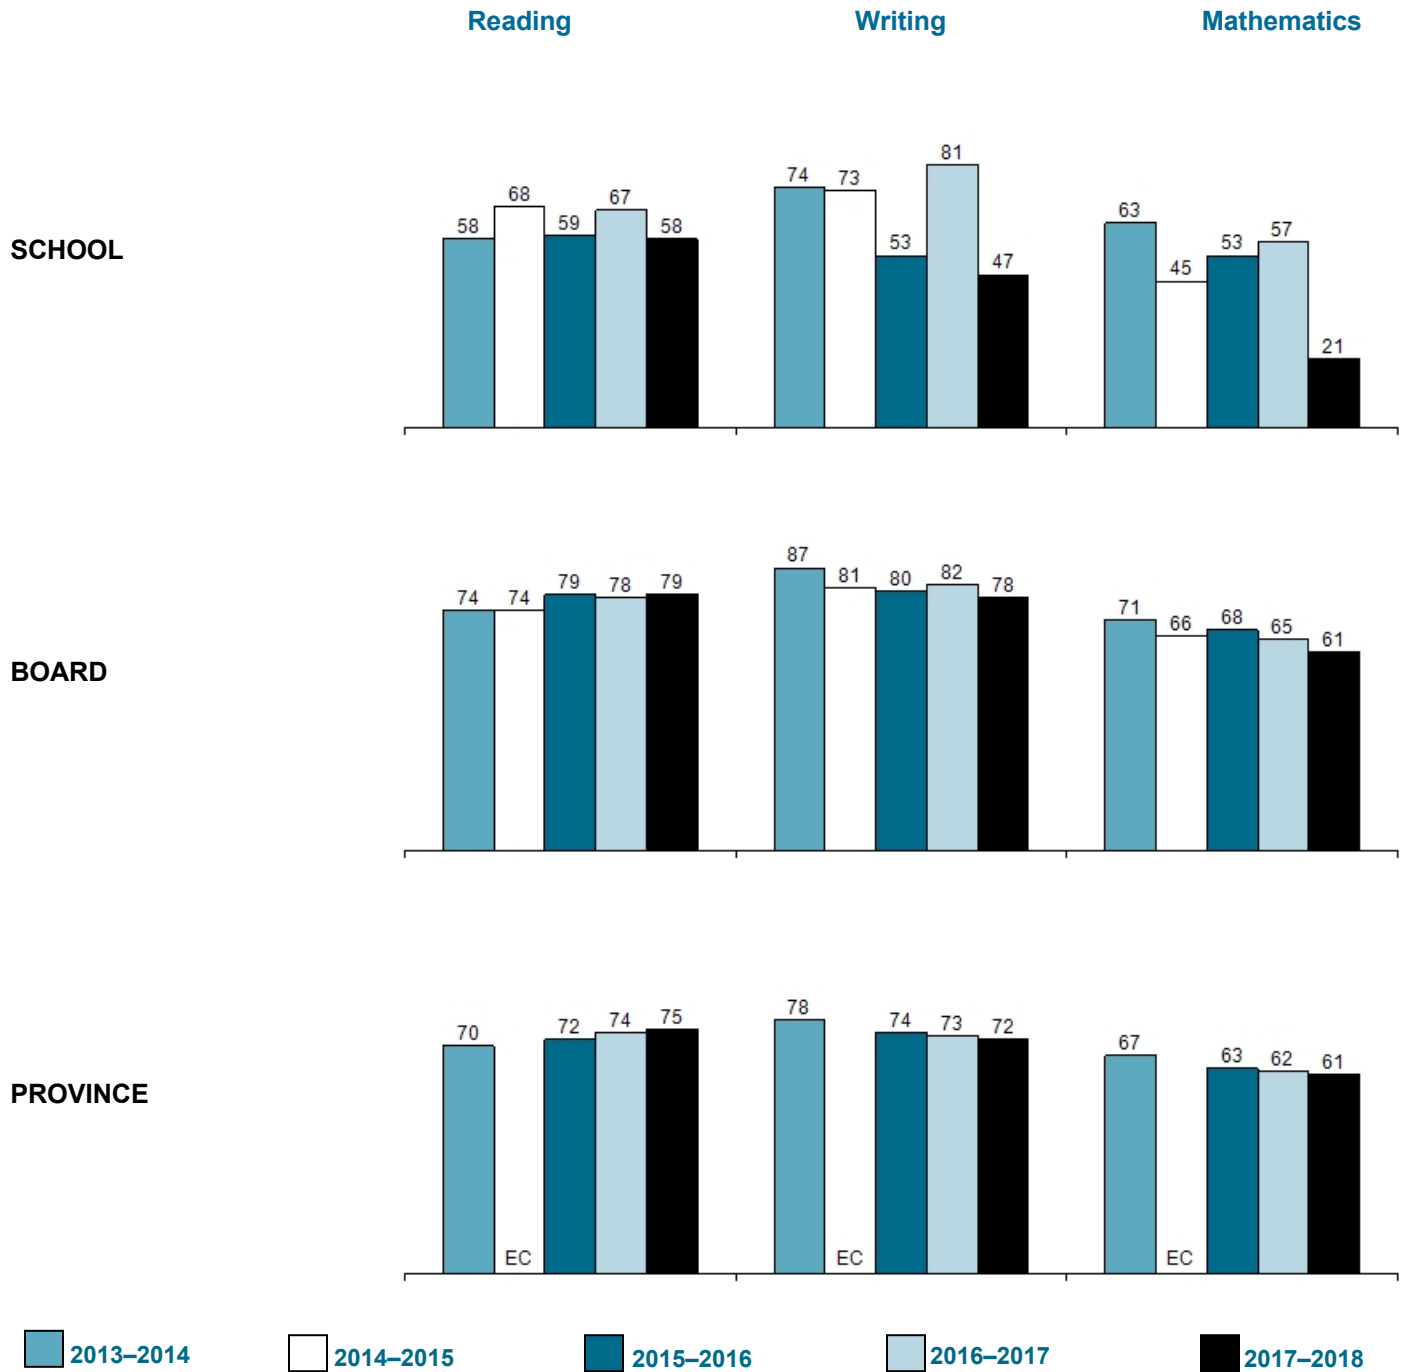 Reading Writing Mathematics
81
74 73
68 67
63
58 59 58
57
53
53
47
45
21
SCHOOL
87
81 80 82
79 78 79 78
74 74
71
66 68 65
61
BOARD
78
74 75 74 73 72
70 72
67
63 62 61
PROVINCE
EC EC EC
2013–2014 2014–2015 2015–2016 2016–2017 2017–2018